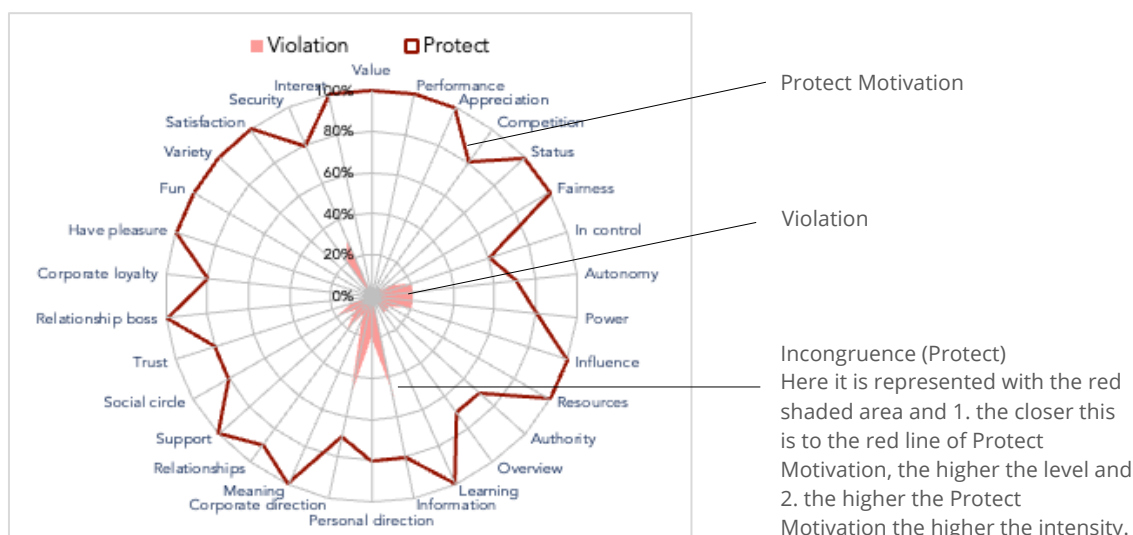 Violation
Protect
Value
Performance
Appreciation
Competition
Status
Fairness
In control
Autonomy
Power
Influence
Resources
Authority
Overview
Learning
Information
Personal direction
Corporate direction
Meaning
Relationships
Support
Social circle
Trust
Relationship boss
Corporate loyalty
Have pleasure
Fun
Variety
Satisfaction
Security
Interest
100%
80%
60%
40%
20%
0%
Protect Motivation
Violation
Incongruence (Protect)
Here it is represented with the red
shaded area and 1. the closer this
is to the red line of Protect
Motivation, the higher the level and
2. the higher the Protect
Motivation the higher the intensity.